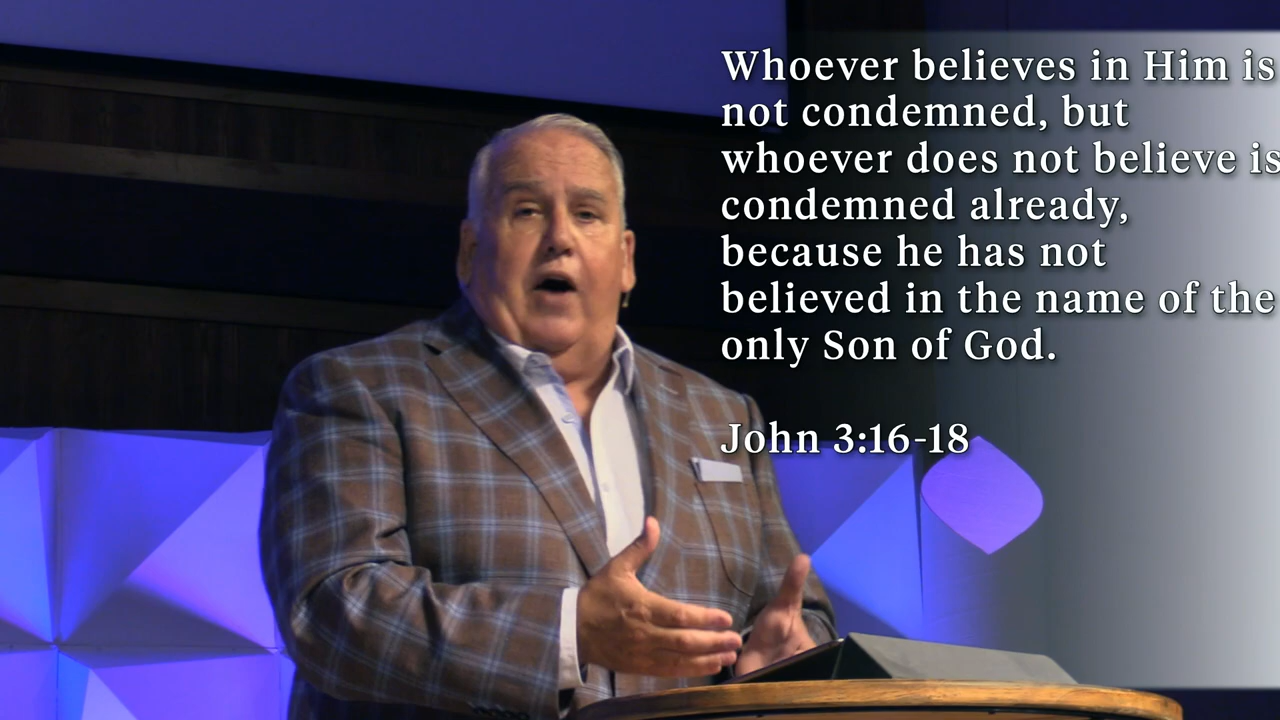 Whoever believes in Him is
not condemned, but
whoever does not believe is
condemned already,
because he has not
believed in the name of the
only Son of God.
John 3:16-18